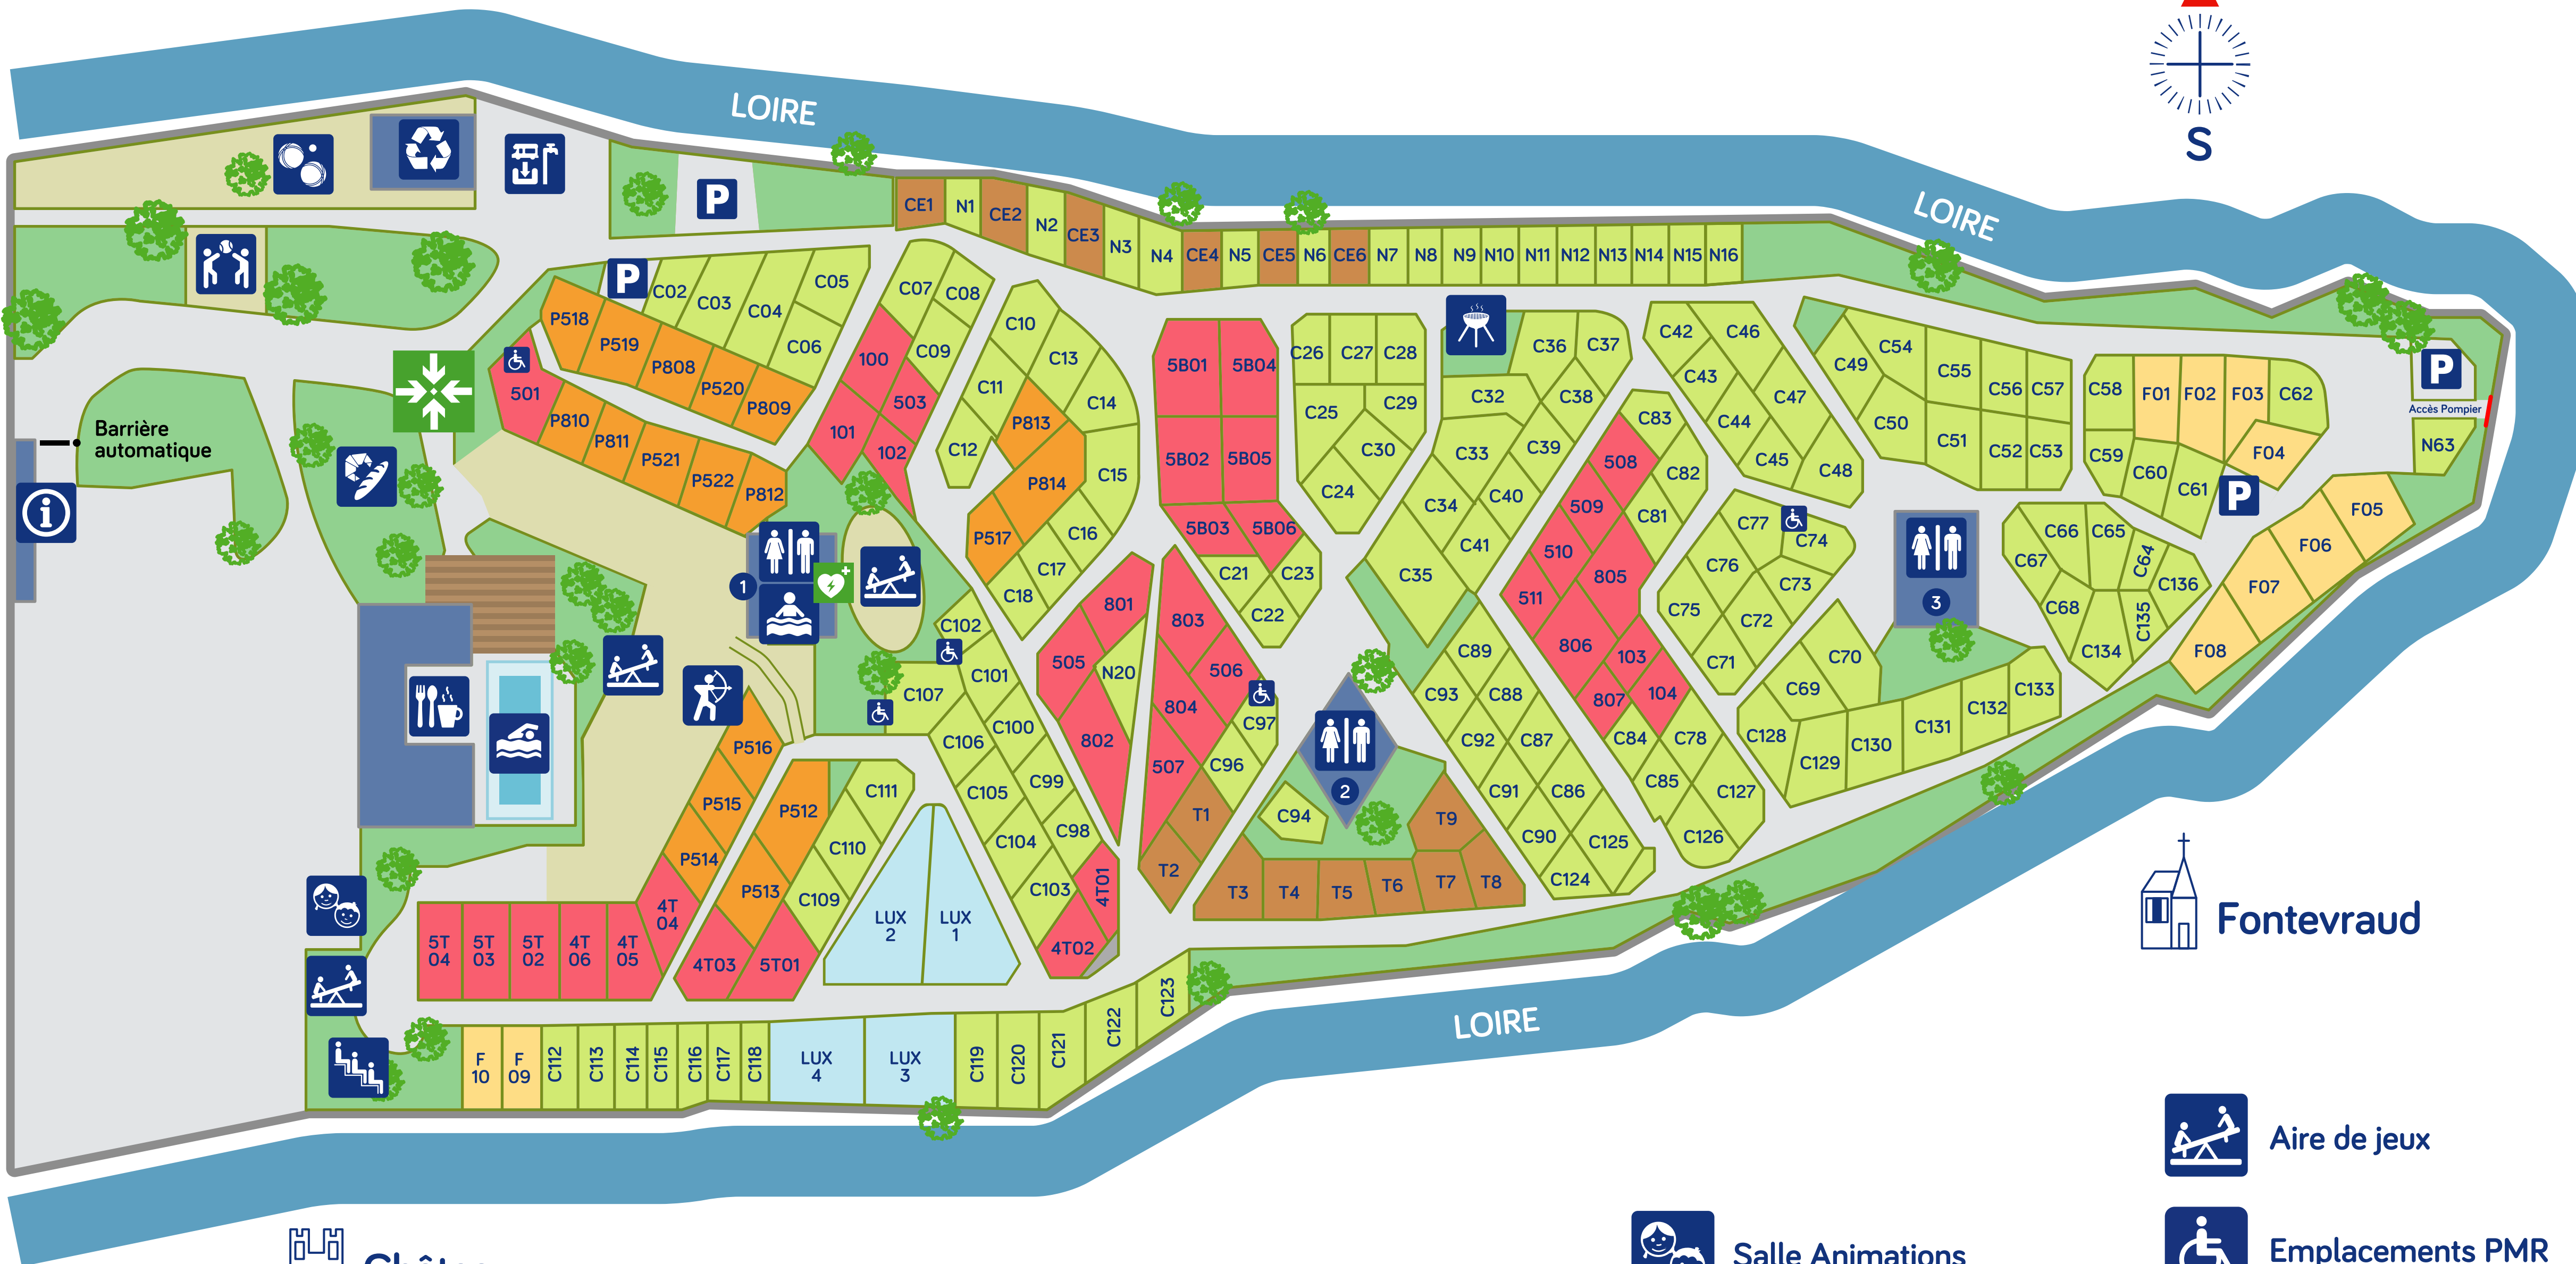 LOIRE
S
LOIRE
P
CE1 N1 CE2 N2 CE3 N3 N4 CE4 N5 CE5 N6 CE6 N7 N8 N9 N10 N11 N12 N13 N14 N15 N16
P C02 C03 C04 C05 C06
C07 C08 C09
P518 P519 P808 P520 P809
501 P810 P811 P521 P522 P812
100 503 101 102
C10 C13 C11 C14 C12 P813 P814 C15 P517 C16 C17 C18
5B01 5B04
5B02 5B05
5B03 5B06
C21 C23
C22
C26 C27 C28
C25 C29
C30
C24
C36 C37
C32 C38
C33 C39
C34 C40
C41
C35
C42 C46
C43 C47
C44
C45 C48
C49 C54 C55 C56 C57
C50 C51 C52 C53
C58 F01 F02 F03 C62
C59 C60 C61 F04
P
P
Accès Pompier
N63
Barrière
automatique
i
1
C83
508 C82
509 C81
510 805
511
806 103
807 104
C84 C78
C85 C127
C126
C77 C74
C76 C73
C75 C72
C71
3
C66 C65 C64
C67 C136
C68 C135
C134
F05
F06
F07
F08
C70
C69
C128 C129 C130 C131 C132 C133
C102
C101
C107
C100
C106
C99
C105
C98
C104
C103 4T01
4T02
801
505 N20
802
803
506
804 C97
507 C96
T1
T2
2
C94
T9
T3 T4 T5 T6 T7 T8
C89
C93 C88
C92 C87
C91 C86
C90 C125
C124
P516
P515 P512 C111
P514 C110
P513 C109
4T
04
5T
04
5T
03
5T
02
4T
06
4T
05
4T03 5T01
LUX
2
LUX
1
F
10
F
09
C112 C113 C114 C115 C116 C117 C118
LUX
4
LUX
3
C119 C120 C121 C122 C123
LOIRE
Fontevraud
Aire de jeux
Salle Animations
Emplacements PMR